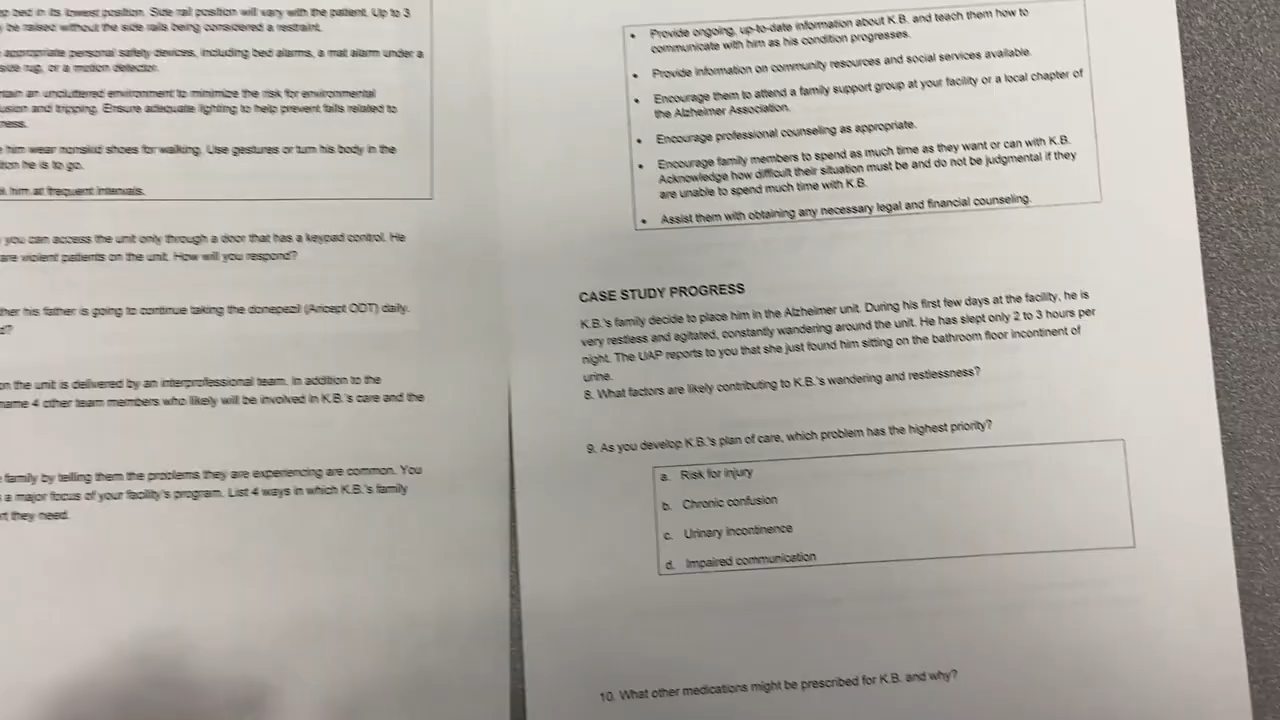 bed in its lowest position. Side rail position will vary with the patient. Up to 3
be raised without the side rails being considered a restraint.
appropriate personal safety devices, including bed alarms, a mat alarm under a
side rug, or a motion detector.
an uncluttered environment to minimize the risk for environmental
and tripping. Ensure adequate lighting to help prevent falls related to
him wear nonskid shoes for walking. Use gestures or turn his body in the
he is to go.
him at frequent intervals.
you can access the unit only through a door that has a keypad control. He
are violent patients on the unit. How will you respond?
his father is going to continue taking the donepezil (Aricept ODT) daily.
on the unit is delivered by an interprofessional team. In addition to the
name 4 other team members who likely will be involved in K.B.'s care and the
family by telling them the problems they are experiencing are common. You
a major focus of your facility's program. List 4 ways in which K.B.'s family
they need.
• Provide ongoing, up-to-date information about K.B. and teach them how to
communicate with him as his condition progresses.
• Provide information on community resources and social services available.
• Encourage them to attend a family support group at your facility or a local chapter of
the Alzheimer Association.
• Encourage professional counseling as appropriate.
• Encourage family members to spend as much time as they want or can with K.B.
Acknowledge how difficult their situation must be and do not be judgmental if they
are unable to spend much time with K.B.
• Assist them with obtaining any necessary legal and financial counseling.
CASE STUDY PROGRESS
K.B.'s family decide to place him in the Alzheimer unit. During his first few days at the facility, he is
very restless and agitated, constantly wandering around the unit. He has slept only 2 to 3 hours per
night. The UAP reports to you that she just found him sitting on the bathroom floor incontinent of
urine.
8. What factors are likely contributing to K.B.'s wandering and restlessness?
9. As you develop K.B.'s plan of care, which problem has the highest priority?
a. Risk for injury
b. Chronic confusion
c. Urinary incontinence
d. Impaired communication
10. What other medications might be prescribed for K.B. and why?